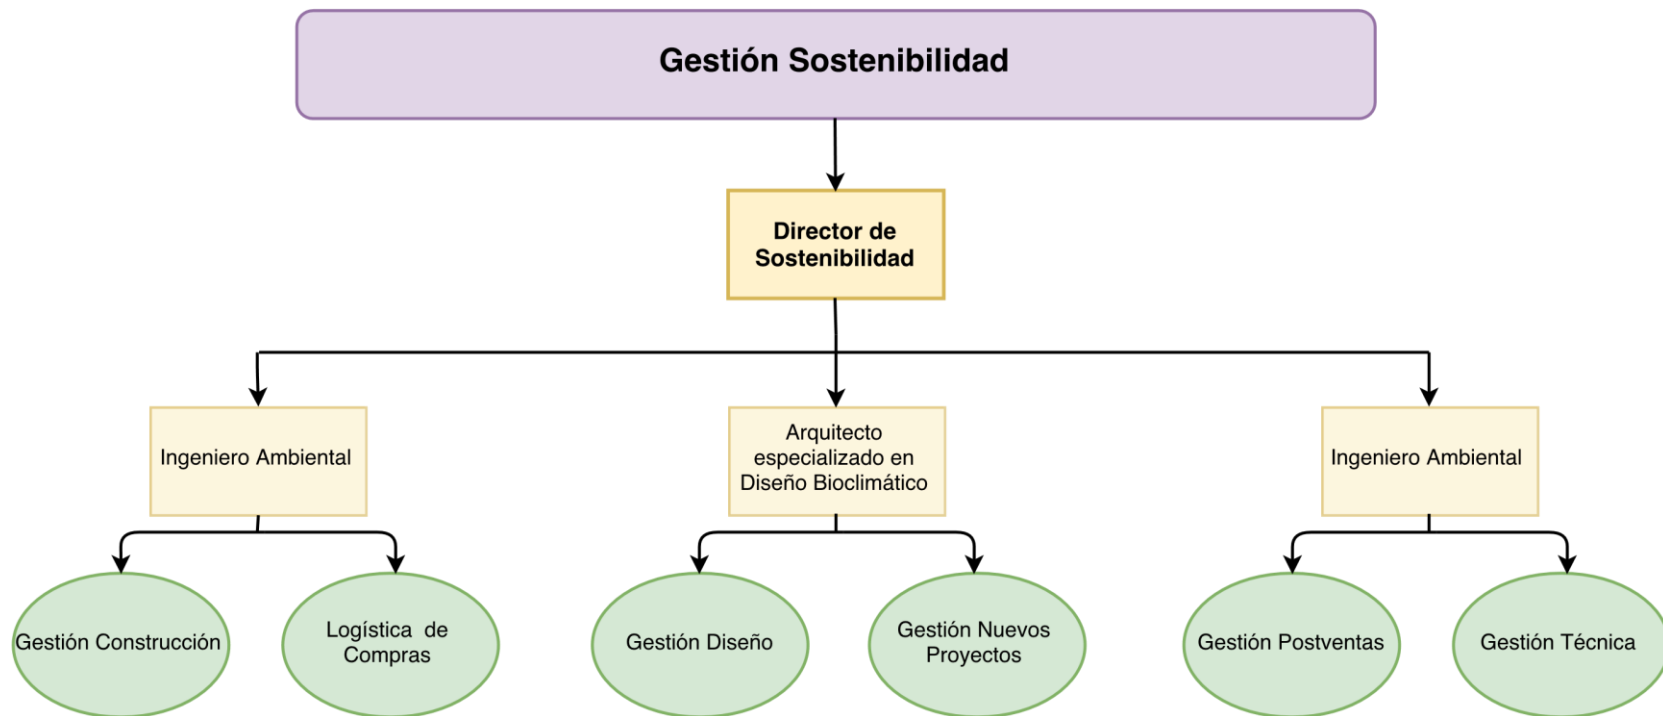 Gestión Sostenibilidad
Director de
Sostenibilidad
Ingeniero Ambiental
Arquitecto
especializado en
Diseño Bioclimático
Ingeniero Ambiental
Gestión Construcción
Logística de
Compras
Gestión Diseño
Gestión Nuevos
Proyectos
Gestión Postventas
Gestión Técnica